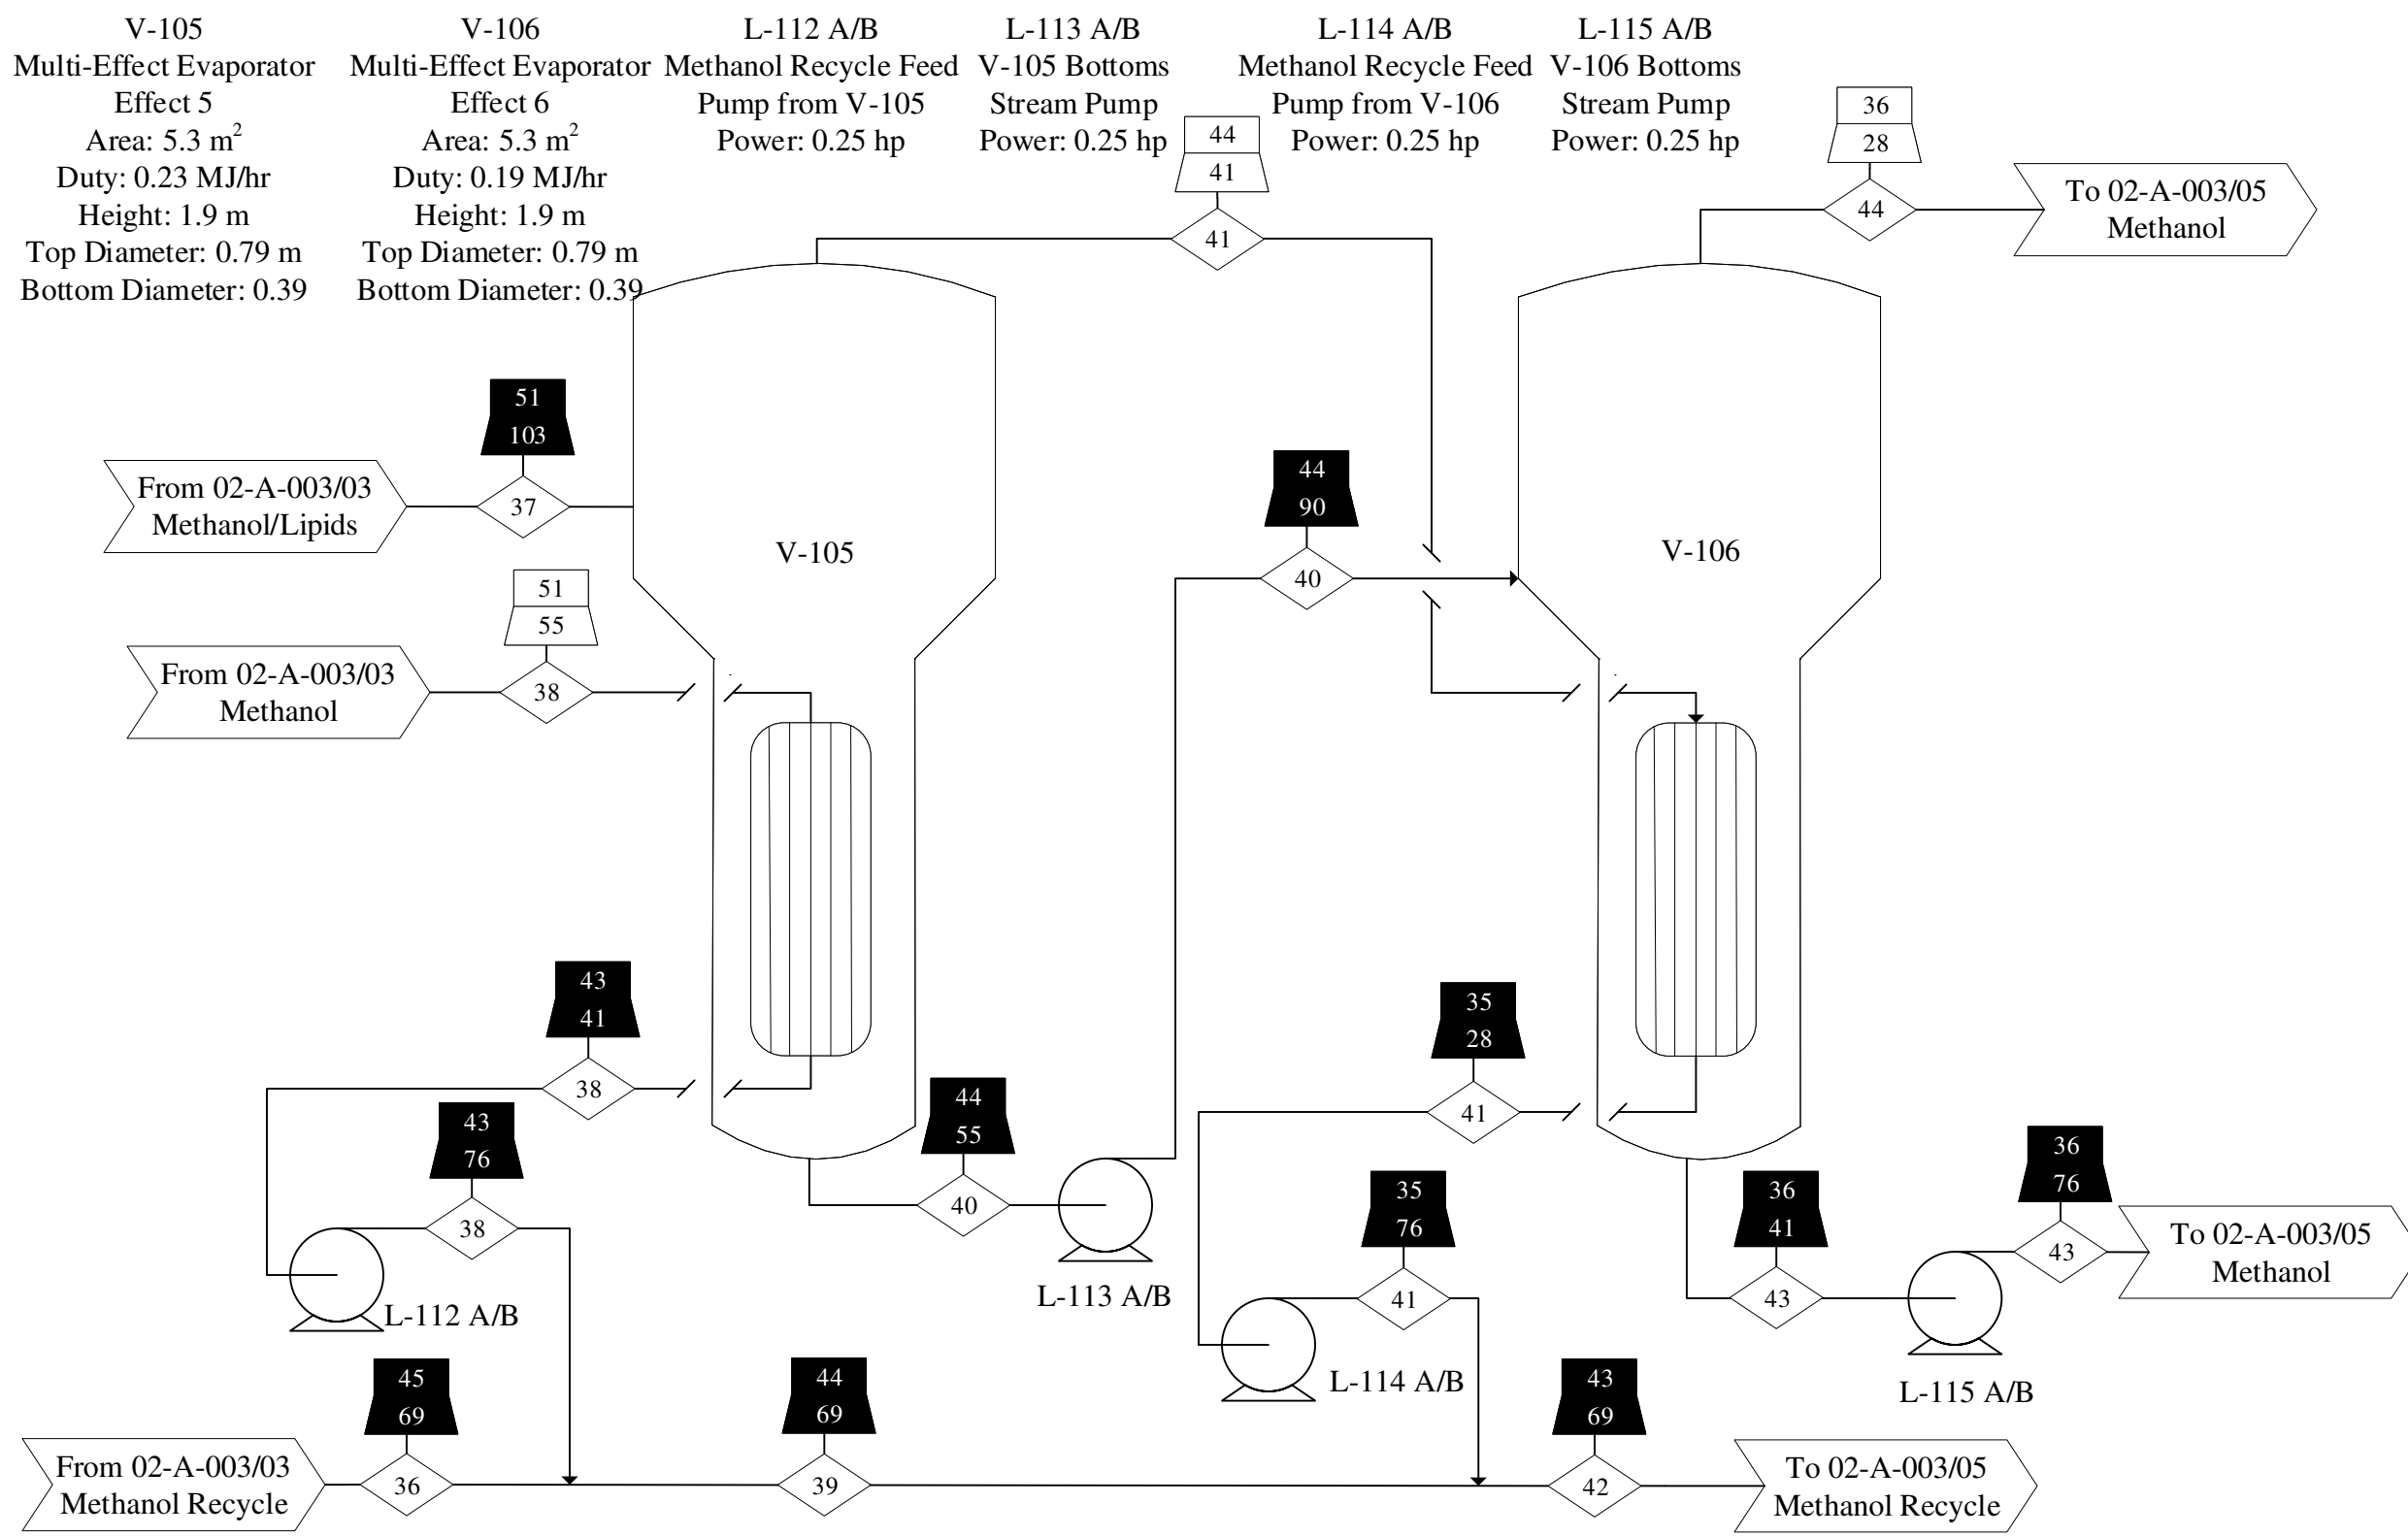 V-105
Multi-Effect Evaporator
Effect 5
Area: 5.3 m²
Duty: 0.23 MJ/hr
Height: 1.9 m
Top Diameter: 0.79 m
Bottom Diameter: 0.39
V-106
Multi-Effect Evaporator
Effect 6
Area: 5.3 m²
Duty: 0.19 MJ/hr
Height: 1.9 m
Top Diameter: 0.79 m
Bottom Diameter: 0.39
L-112 A/B
Methanol Recycle Feed
Pump from V-105
Power: 0.25 hp
L-113 A/B
V-105 Bottoms
Stream Pump
Power: 0.25 hp
L-114 A/B
Methanol Recycle Feed
Pump from V-106
Power: 0.25 hp
L-115 A/B
V-106 Bottoms
Stream Pump
Power: 0.25 hp
44
41
41
36
28
44
To 02-A-003/05
Methanol
51
103
From 02-A-003/03
Methanol/Lipids
37
V-105
44
90
40
V-106
51
55
From 02-A-003/03
Methanol
38
43
41
38
43
76
38
L-112 A/B
44
55
40
L-113 A/B
35
28
41
35
76
41
L-114 A/B
36
41
43
36
76
43
To 02-A-003/05
Methanol
L-115 A/B
45
69
From 02-A-003/03
Methanol Recycle
36
44
69
39
43
69
42
To 02-A-003/05
Methanol Recycle